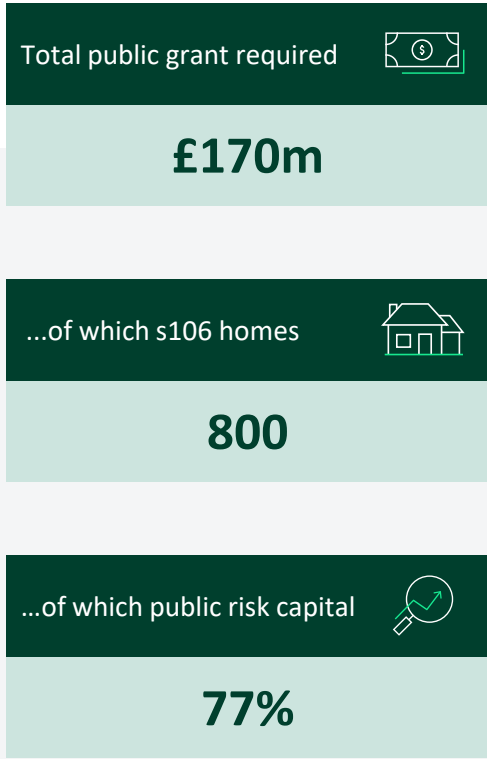 Total public grant required
£170m
...of which s106 homes
800
...of which public risk capital
77%